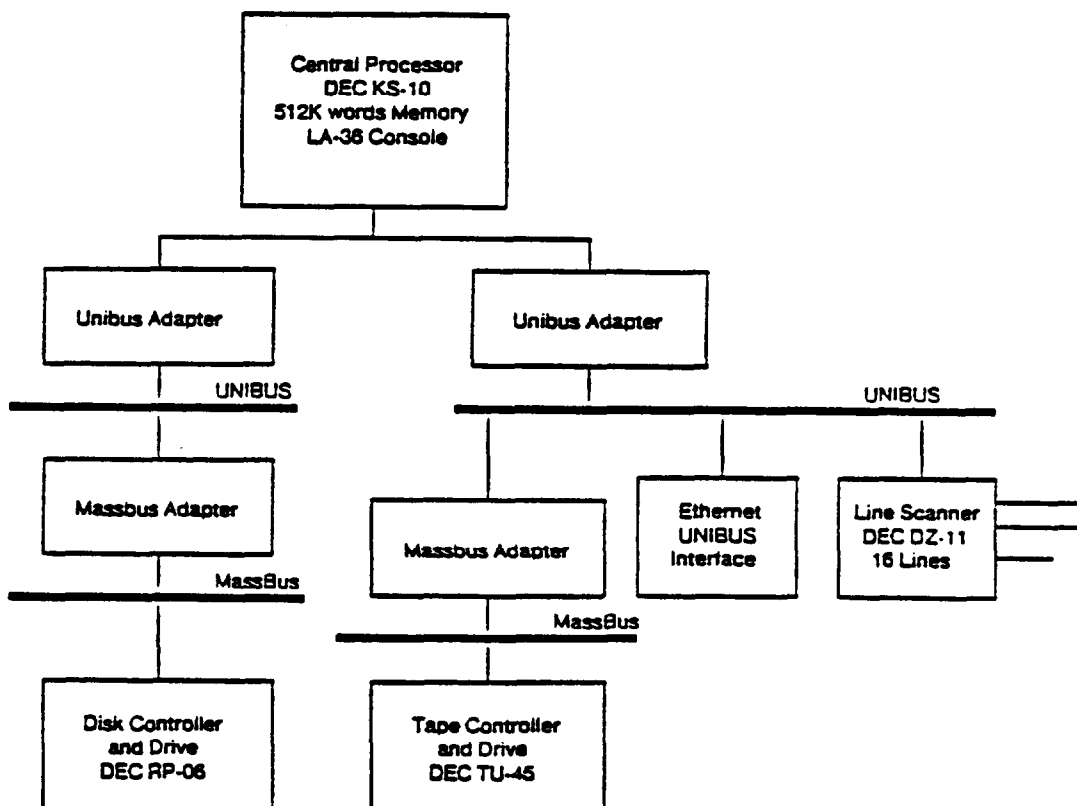 Central Processor
DEC KS-10
512K words Memory
LA-36 Console
Unibus Adapter
Unibus Adapter
UNIBUS
UNIBUS
Massbus Adapter
Massbus Adapter
Ethernet
UNIBUS
Interface
Line Scanner
DEC DZ-11
16 Lines
MassBus
MassBus
Disk Controller
and Drive
DEC RP-06
Tape Controller
and Drive
DEC TU-45